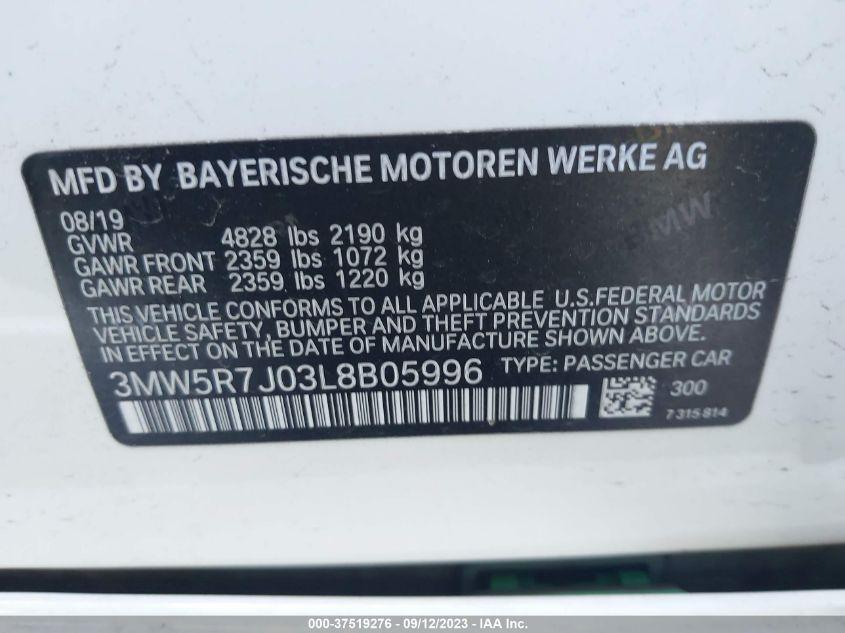 MFD BY BAYERISCHE MOTOREN WERKE AG
BMW
08/19
GVWR 4828 lbs 2190 kg
GAWR FRONT 2359 lbs 1072 kg
GAWR REAR 2359 lbs 1220 kg
THIS VEHICLE CONFORMS TO ALL APPLICABLE U.S.FEDERAL MOTOR
VEHICLE SAFETY, BUMPER AND THEFT PREVENTION STANDARDS
IN EFFECT ON THE DATE OF MANUFACTURE SHOWN ABOVE.
3MW5R7J03L8B05996 TYPE: PASSENGER CAR
300
7 315 814
000-37519276 - 09/12/2023 - IAA Inc.